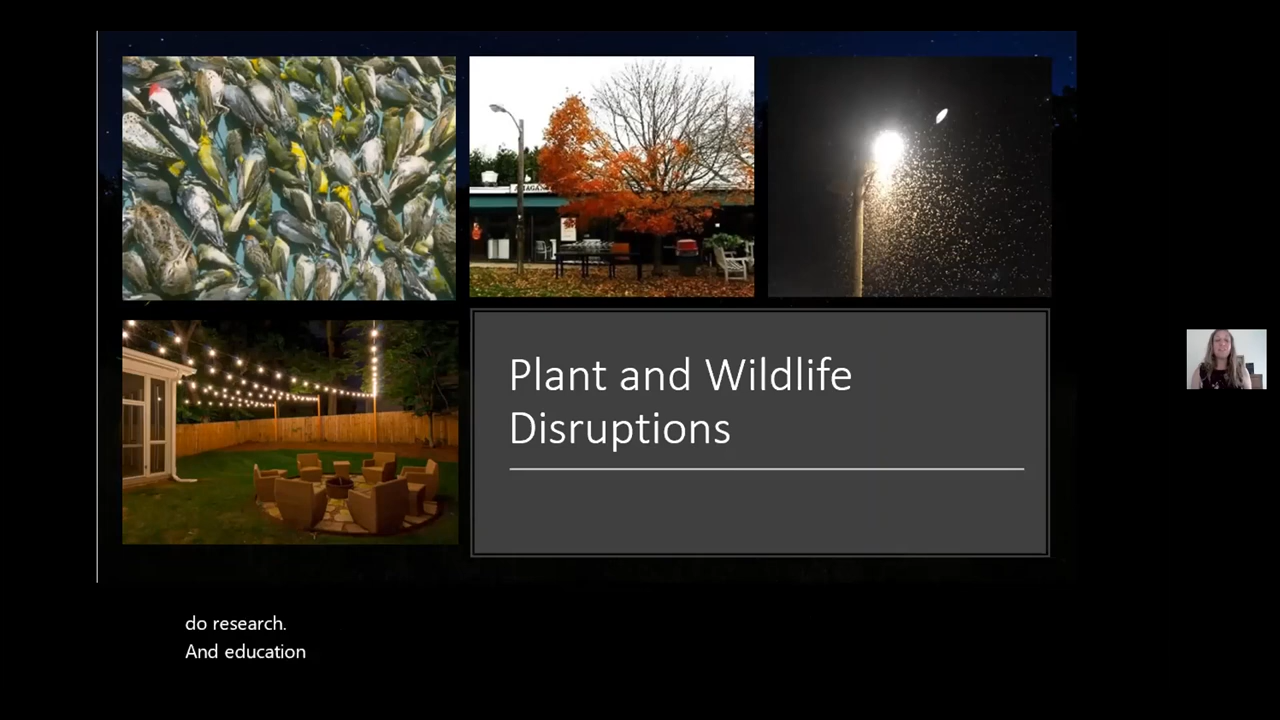 Plant and Wildlife
Disruptions
do research.
And education